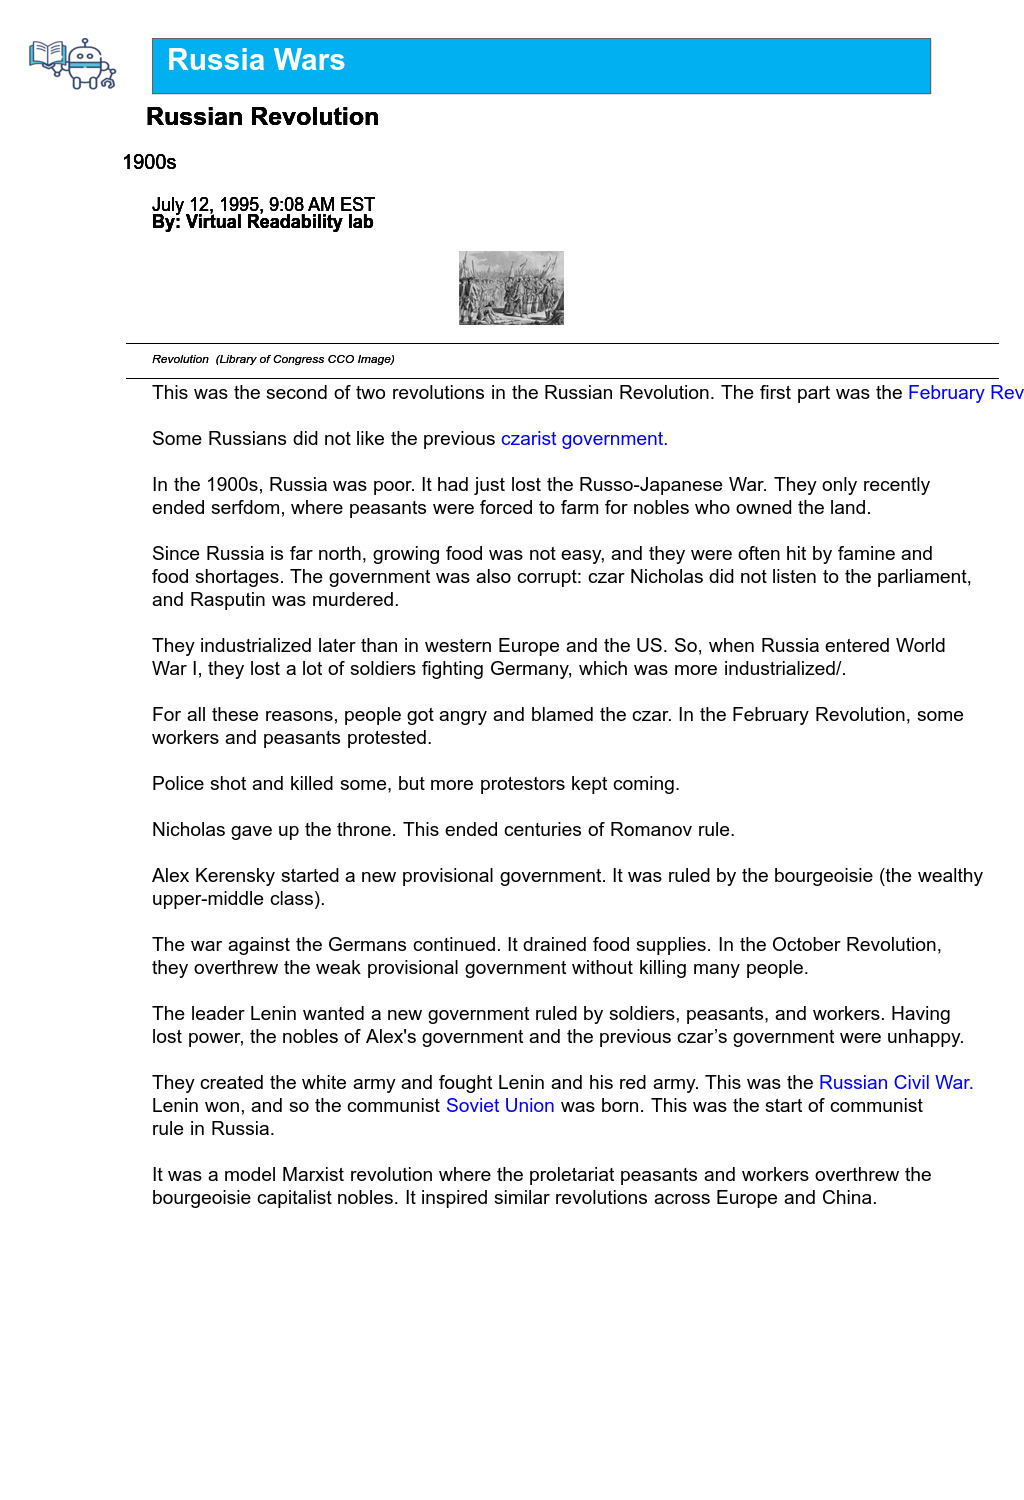 Russia Wars
Russian Revolution
1900s
July 12, 1995, 9:08 AM EST
By: Virtual Readability lab
Revolution  (Library of Congress CCO Image)
This was the second of two revolutions in the Russian Revolution. The first part was the February Rev
Some Russians did not like the previous czarist government.
In the 1900s, Russia was poor. It had just lost the Russo-Japanese War. They only recently
ended serfdom, where peasants were forced to farm for nobles who owned the land.
Since Russia is far north, growing food was not easy, and they were often hit by famine and
food shortages. The government was also corrupt: czar Nicholas did not listen to the parliament,
and Rasputin was murdered.
They industrialized later than in western Europe and the US. So, when Russia entered World
War I, they lost a lot of soldiers fighting Germany, which was more industrialized/.
For all these reasons, people got angry and blamed the czar. In the February Revolution, some
workers and peasants protested.
Police shot and killed some, but more protestors kept coming.
Nicholas gave up the throne. This ended centuries of Romanov rule.
Alex Kerensky started a new provisional government. It was ruled by the bourgeoisie (the wealthy
upper-middle class).
The war against the Germans continued. It drained food supplies. In the October Revolution,
they overthrew the weak provisional government without killing many people.
The leader Lenin wanted a new government ruled by soldiers, peasants, and workers. Having
lost power, the nobles of Alex's government and the previous czar’s government were unhappy.
They created the white army and fought Lenin and his red army. This was the Russian Civil War.
Lenin won, and so the communist Soviet Union was born. This was the start of communist
rule in Russia.
It was a model Marxist revolution where the proletariat peasants and workers overthrew the
bourgeoisie capitalist nobles. It inspired similar revolutions across Europe and China.